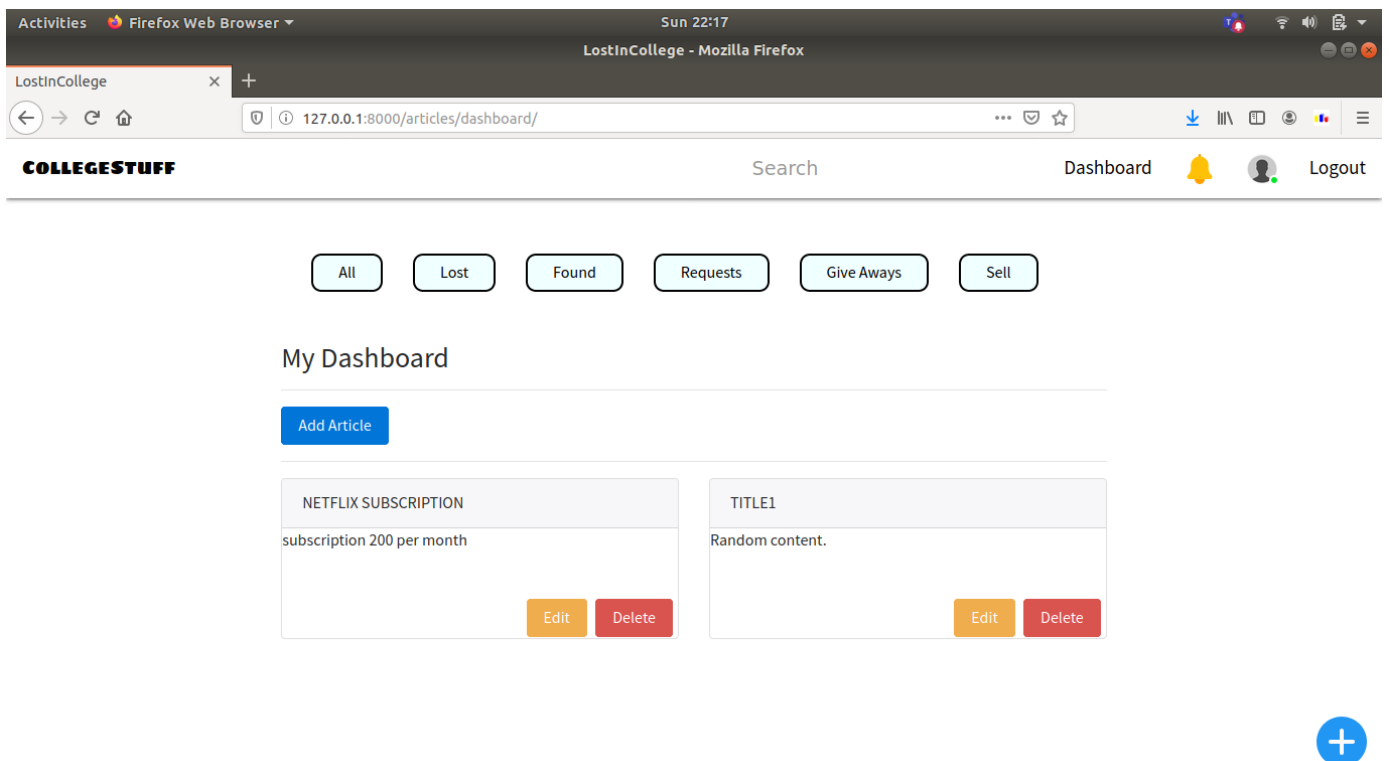 Activities Firefox Web Browser Sun 22:17
LostInCollege - Mozilla Firefox
LostInCollege
127.0.0.1:8000/articles/dashboard/
COLLEGESTUFF Search Dashboard Logout
All Lost Found Requests Give Aways Sell
My Dashboard
Add Article
NETFLIX SUBSCRIPTION TITLE1
subscription 200 per month Random content.
Edit Delete Edit Delete